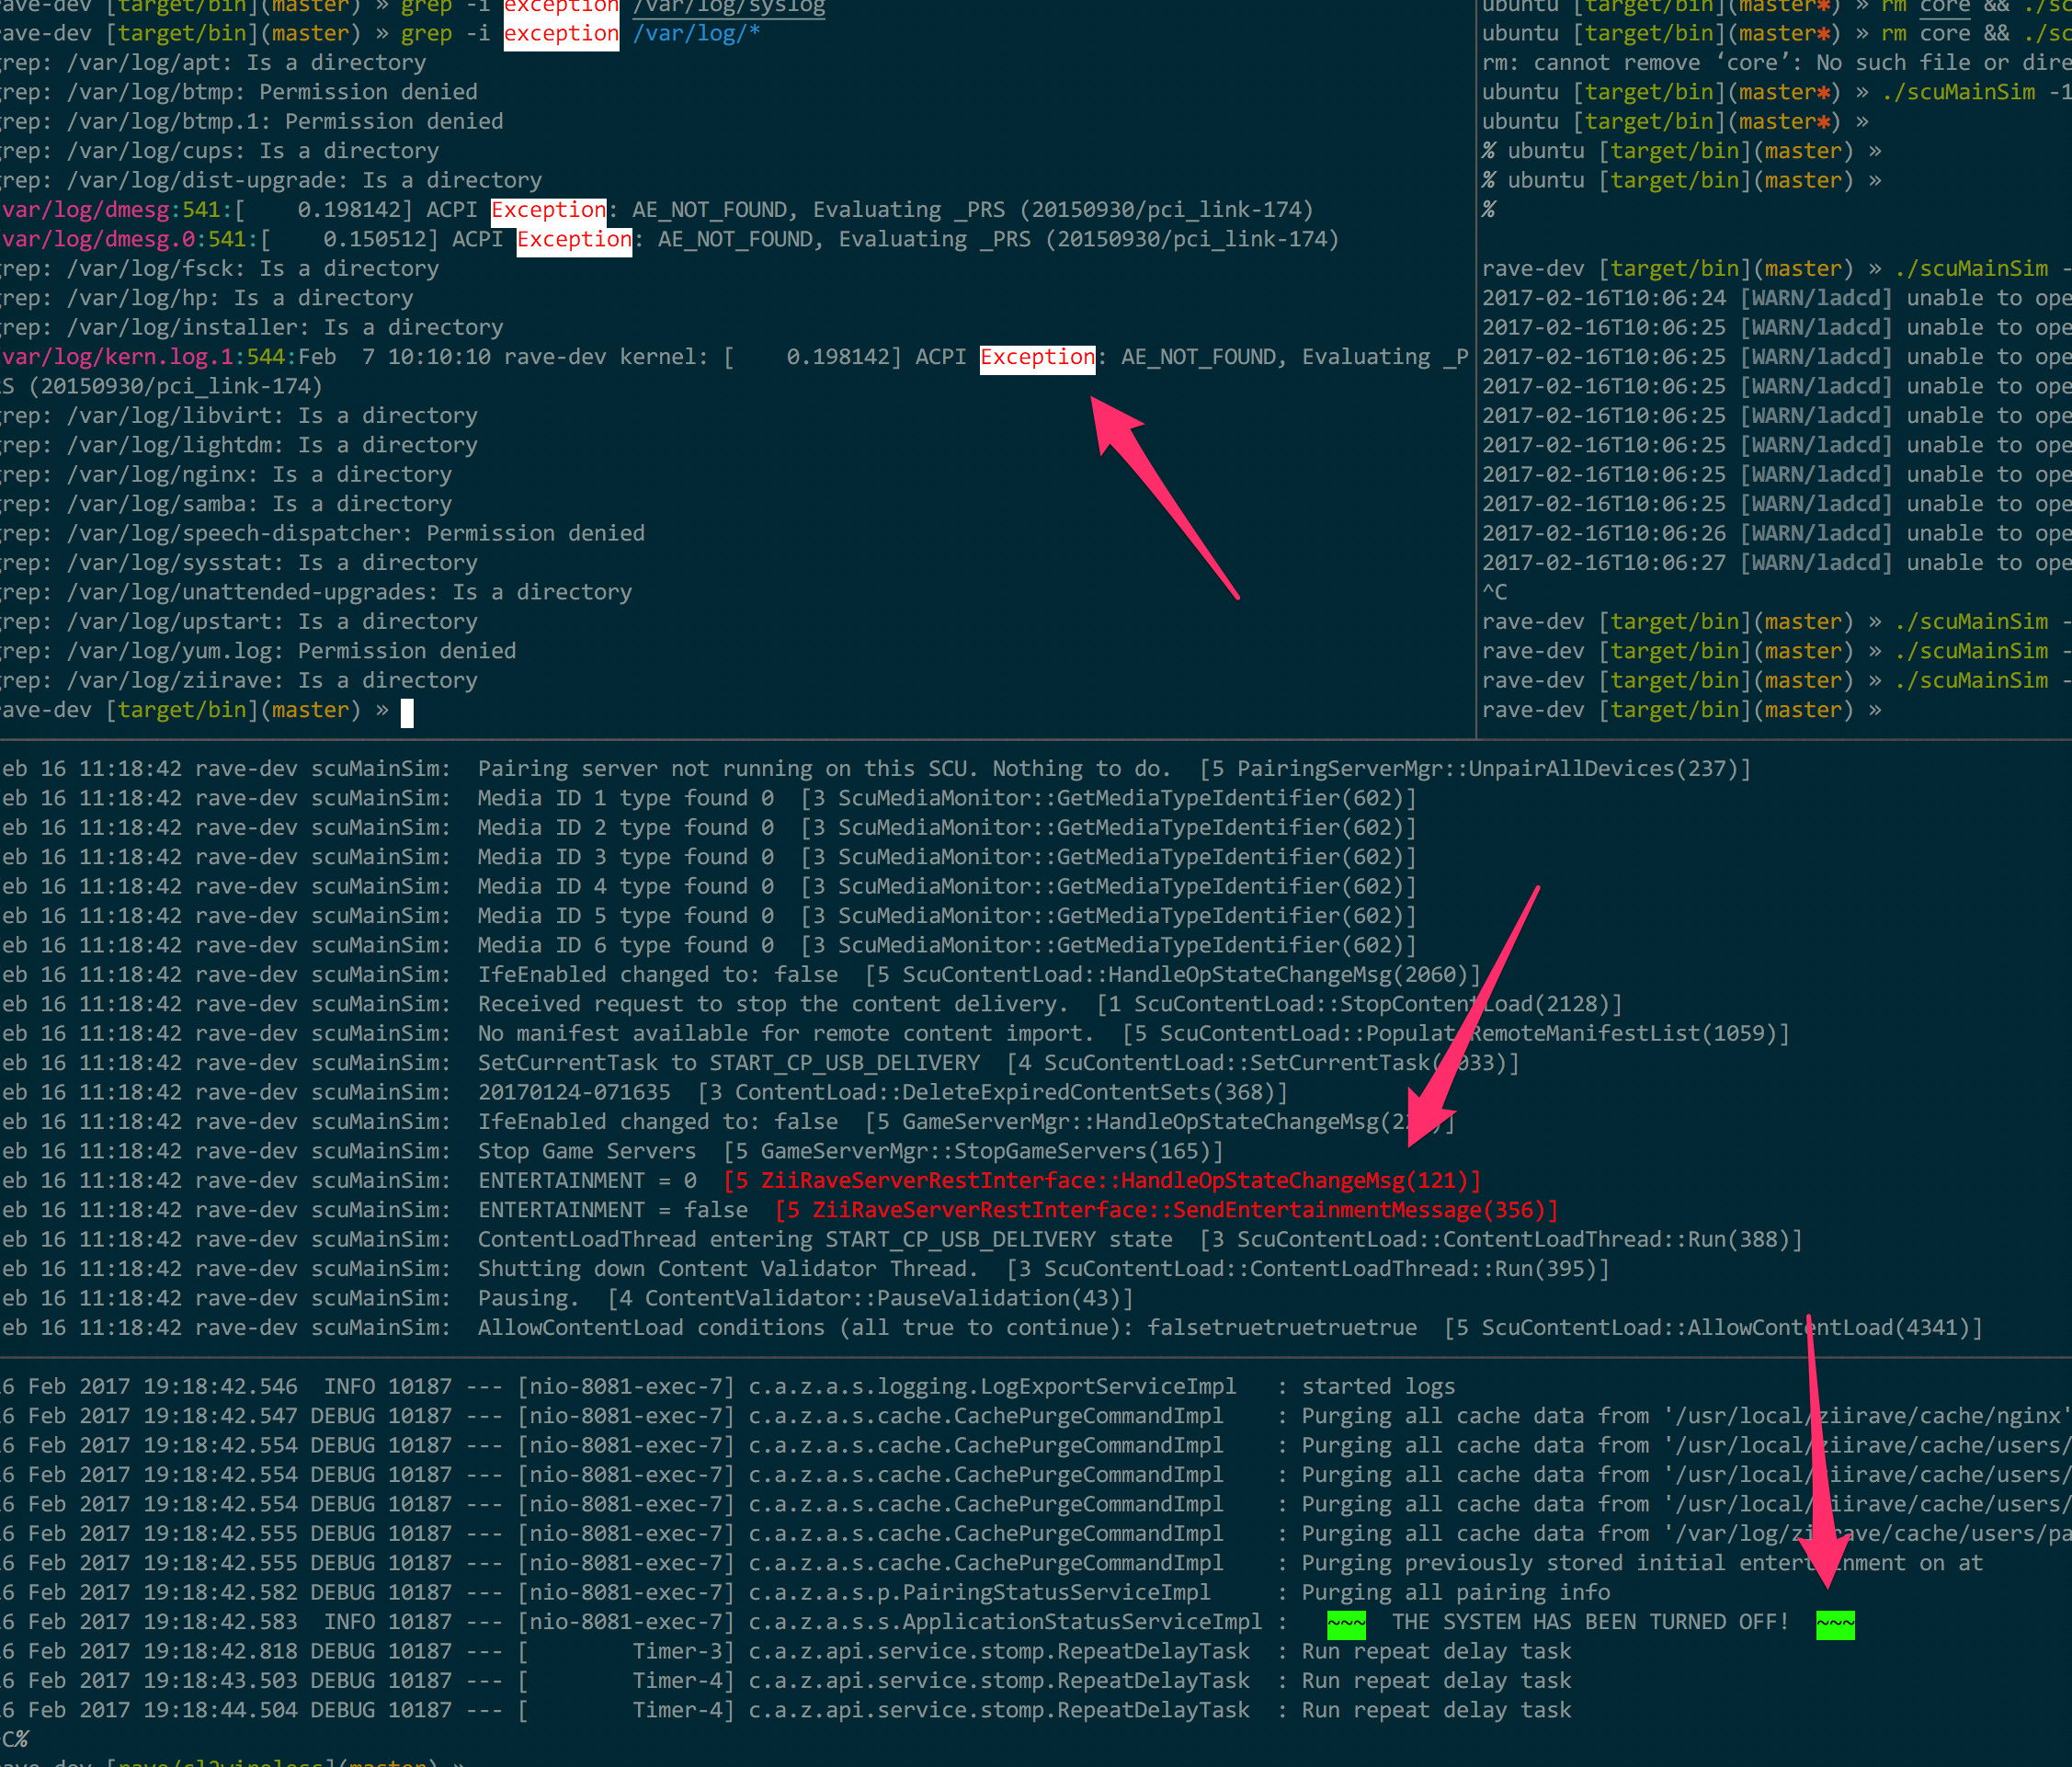 rave-dev [target/bin](master) » grep -i exception /var/log/syslog
rave-dev [target/bin](master) » grep -i exception /var/log/*
grep: /var/log/apt: Is a directory
grep: /var/log/btmp: Permission denied
grep: /var/log/btmp.1: Permission denied
grep: /var/log/cups: Is a directory
grep: /var/log/dist-upgrade: Is a directory
var/log/dmesg:541:[    0.198142] ACPI Exception: AE_NOT_FOUND, Evaluating _PRS (20150930/pci_link-174)
var/log/dmesg.0:541:[    0.150512] ACPI Exception: AE_NOT_FOUND, Evaluating _PRS (20150930/pci_link-174)
grep: /var/log/fsck: Is a directory
grep: /var/log/hp: Is a directory
grep: /var/log/installer: Is a directory
var/log/kern.log.1:544:Feb  7 10:10:10 rave-dev kernel: [    0.198142] ACPI Exception: AE_NOT_FOUND, Evaluating _P
RS (20150930/pci_link-174)
grep: /var/log/libvirt: Is a directory
grep: /var/log/lightdm: Is a directory
grep: /var/log/nginx: Is a directory
grep: /var/log/samba: Is a directory
grep: /var/log/speech-dispatcher: Permission denied
grep: /var/log/sysstat: Is a directory
grep: /var/log/unattended-upgrades: Is a directory
grep: /var/log/upstart: Is a directory
grep: /var/log/yum.log: Permission denied
grep: /var/log/ziirave: Is a directory
rave-dev [target/bin](master) »
ubuntu [target/bin](master*) » rm core && ./sc
ubuntu [target/bin](master*) » rm core && ./sc
rm: cannot remove ‘core’: No such file or dire
ubuntu [target/bin](master*) » ./scuMainSim -1
ubuntu [target/bin](master*) »
% ubuntu [target/bin](master) »
% ubuntu [target/bin](master) »
%
rave-dev [target/bin](master) » ./scuMainSim -
2017-02-16T10:06:24 [WARN/ladcd] unable to ope
2017-02-16T10:06:25 [WARN/ladcd] unable to ope
2017-02-16T10:06:25 [WARN/ladcd] unable to ope
2017-02-16T10:06:25 [WARN/ladcd] unable to ope
2017-02-16T10:06:25 [WARN/ladcd] unable to ope
2017-02-16T10:06:25 [WARN/ladcd] unable to ope
2017-02-16T10:06:25 [WARN/ladcd] unable to ope
2017-02-16T10:06:25 [WARN/ladcd] unable to ope
2017-02-16T10:06:26 [WARN/ladcd] unable to ope
2017-02-16T10:06:27 [WARN/ladcd] unable to ope
^C
rave-dev [target/bin](master) » ./scuMainSim -
rave-dev [target/bin](master) » ./scuMainSim -
rave-dev [target/bin](master) » ./scuMainSim -
rave-dev [target/bin](master) »
eb 16 11:18:42 rave-dev scuMainSim:  Pairing server not running on this SCU. Nothing to do.  [5 PairingServerMgr::UnpairAllDevices(237)]
eb 16 11:18:42 rave-dev scuMainSim:  Media ID 1 type found 0  [3 ScuMediaMonitor::GetMediaTypeIdentifier(602)]
eb 16 11:18:42 rave-dev scuMainSim:  Media ID 2 type found 0  [3 ScuMediaMonitor::GetMediaTypeIdentifier(602)]
eb 16 11:18:42 rave-dev scuMainSim:  Media ID 3 type found 0  [3 ScuMediaMonitor::GetMediaTypeIdentifier(602)]
eb 16 11:18:42 rave-dev scuMainSim:  Media ID 4 type found 0  [3 ScuMediaMonitor::GetMediaTypeIdentifier(602)]
eb 16 11:18:42 rave-dev scuMainSim:  Media ID 5 type found 0  [3 ScuMediaMonitor::GetMediaTypeIdentifier(602)]
eb 16 11:18:42 rave-dev scuMainSim:  Media ID 6 type found 0  [3 ScuMediaMonitor::GetMediaTypeIdentifier(602)]
eb 16 11:18:42 rave-dev scuMainSim:  IfeEnabled changed to: false  [5 ScuContentLoad::HandleOpStateChangeMsg(2060)]
eb 16 11:18:42 rave-dev scuMainSim:  Received request to stop the content delivery.  [1 ScuContentLoad::StopContentLoad(2128)]
eb 16 11:18:42 rave-dev scuMainSim:  No manifest available for remote content import.  [5 ScuContentLoad::PopulateRemoteManifestList(1059)]
eb 16 11:18:42 rave-dev scuMainSim:  SetCurrentTask to START_CP_USB_DELIVERY  [4
eb 16 11:18:42 rave-dev scuMainSim:  20170124-071635  [3 ContentLoad::DeleteExpiredContentSets(368)]
eb 16 11:18:42 rave-dev scuMainSim:  IfeEnabled changed to: false  [5
eb 16 11:18:42 rave-dev scuMainSim:  Stop Game Servers  [5 GameServerMgr::StopGameServers(165)]
eb 16 11:18:42 rave-dev scuMainSim:  ENTERTAINMENT = 0  [5 ZiiRaveServerRestInterface::HandleOpStateChangeMsg(121)]
eb 16 11:18:42 rave-dev scuMainSim:  ENTERTAINMENT = false  [5 ZiiRaveServerRestInterface::SendEntertainmentMessage(356)]
eb 16 11:18:42 rave-dev scuMainSim:  ContentLoadThread entering START_CP_USB_DELIVERY state  [3 ScuContentLoad::ContentLoadThread::Run(388)]
eb 16 11:18:42 rave-dev scuMainSim:  Shutting down Content Validator Thread.  [3 ScuContentLoad::ContentLoadThread::Run(395)]
eb 16 11:18:42 rave-dev scuMainSim:  Pausing.  [4 ContentValidator::PauseValidation(43)]
eb 16 11:18:42 rave-dev scuMainSim:  AllowContentLoad conditions (all true to continue): falsetruetruetruetrue  [5 ScuContentLoad::AllowContentLoad(4341)]
6 Feb 2017 19:18:42.546  INFO 10187 --- [nio-8081-exec-7] c.a.z.a.s.logging.LogExportServiceImpl   : started logs
6 Feb 2017 19:18:42.547 DEBUG 10187 --- [nio-8081-exec-7] c.a.z.a.s.cache.CachePurgeCommandImpl    : Purging all cache data from '/usr/local/ziirave/cache/nginx'
6 Feb 2017 19:18:42.554 DEBUG 10187 --- [nio-8081-exec-7] c.a.z.a.s.cache.CachePurgeCommandImpl    : Purging all cache data from '/usr/local/ziirave/cache/users/
6 Feb 2017 19:18:42.554 DEBUG 10187 --- [nio-8081-exec-7] c.a.z.a.s.cache.CachePurgeCommandImpl    : Purging all cache data from '/usr/local/ziirave/cache/users/
6 Feb 2017 19:18:42.554 DEBUG 10187 --- [nio-8081-exec-7] c.a.z.a.s.cache.CachePurgeCommandImpl    : Purging all cache data from '/usr/local/ziirave/cache/users/
6 Feb 2017 19:18:42.555 DEBUG 10187 --- [nio-8081-exec-7] c.a.z.a.s.cache.CachePurgeCommandImpl    : Purging all cache data from '/var/log/ziirave/cache/users/pa
6 Feb 2017 19:18:42.555 DEBUG 10187 --- [nio-8081-exec-7] c.a.z.a.s.cache.CachePurgeCommandImpl    : Purging previously stored initial entertainment on at
6 Feb 2017 19:18:42.582 DEBUG 10187 --- [nio-8081-exec-7] c.a.z.a.s.p.PairingStatusServiceImpl     : Purging all pairing info
6 Feb 2017 19:18:42.583  INFO 10187 --- [nio-8081-exec-7] c.a.z.a.s.s.ApplicationStatusServiceImpl :   ~~~  THE SYSTEM HAS BEEN TURNED OFF!  ~~~
6 Feb 2017 19:18:42.818 DEBUG 10187 --- [        Timer-3] c.a.z.api.service.stomp.RepeatDelayTask  : Run repeat delay task
6 Feb 2017 19:18:43.503 DEBUG 10187 --- [        Timer-4] c.a.z.api.service.stomp.RepeatDelayTask  : Run repeat delay task
6 Feb 2017 19:18:44.504 DEBUG 10187 --- [        Timer-4] c.a.z.api.service.stomp.RepeatDelayTask  : Run repeat delay task
C%
rave-dev [rave/cl2wireless](master) »